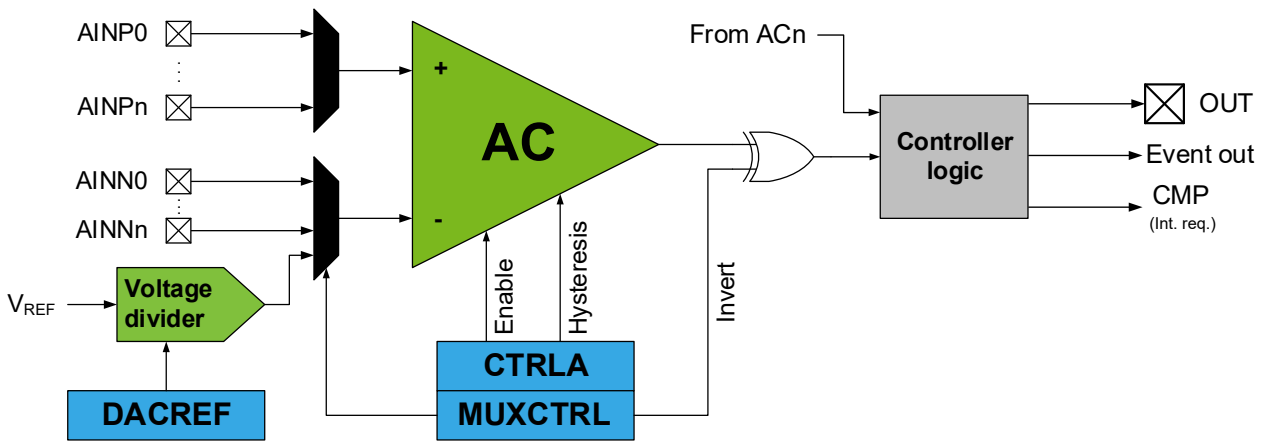 AINP0
AINPn
AINN0
AINNn
VREF
Voltage
divider
DACREF
+
-
AC
Enable
Hysteresis
Invert
CTRLA
MUXCTRL
From ACn
Controller
logic
OUT
Event out
CMP
(Int. req.)